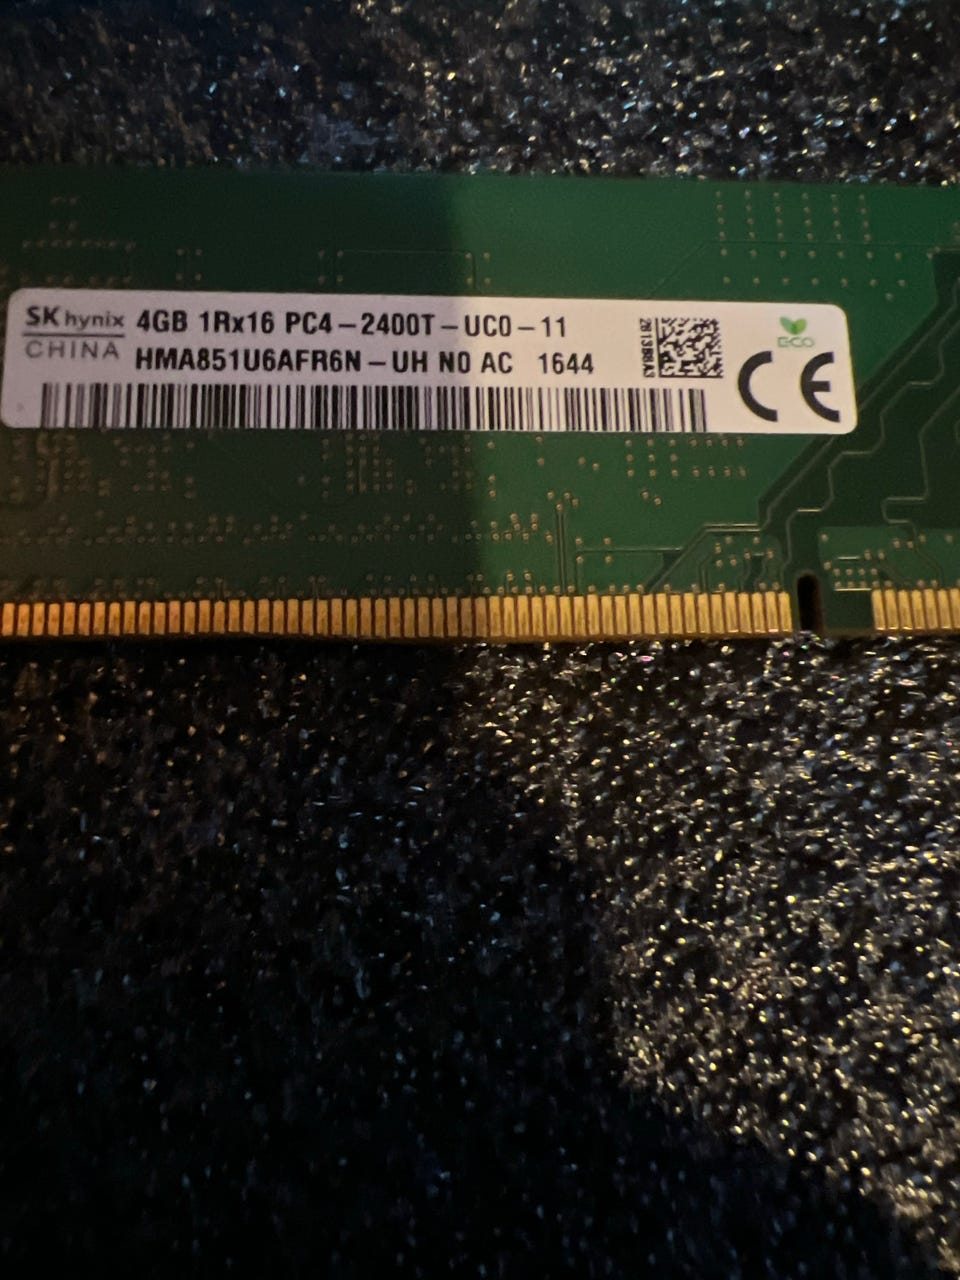 SK hynix
CHINA
4GB 1Rx16 PC4-2400T-UC0-11
HMA851U6AFR6N-UH N0 AC 1644
ECO
CE